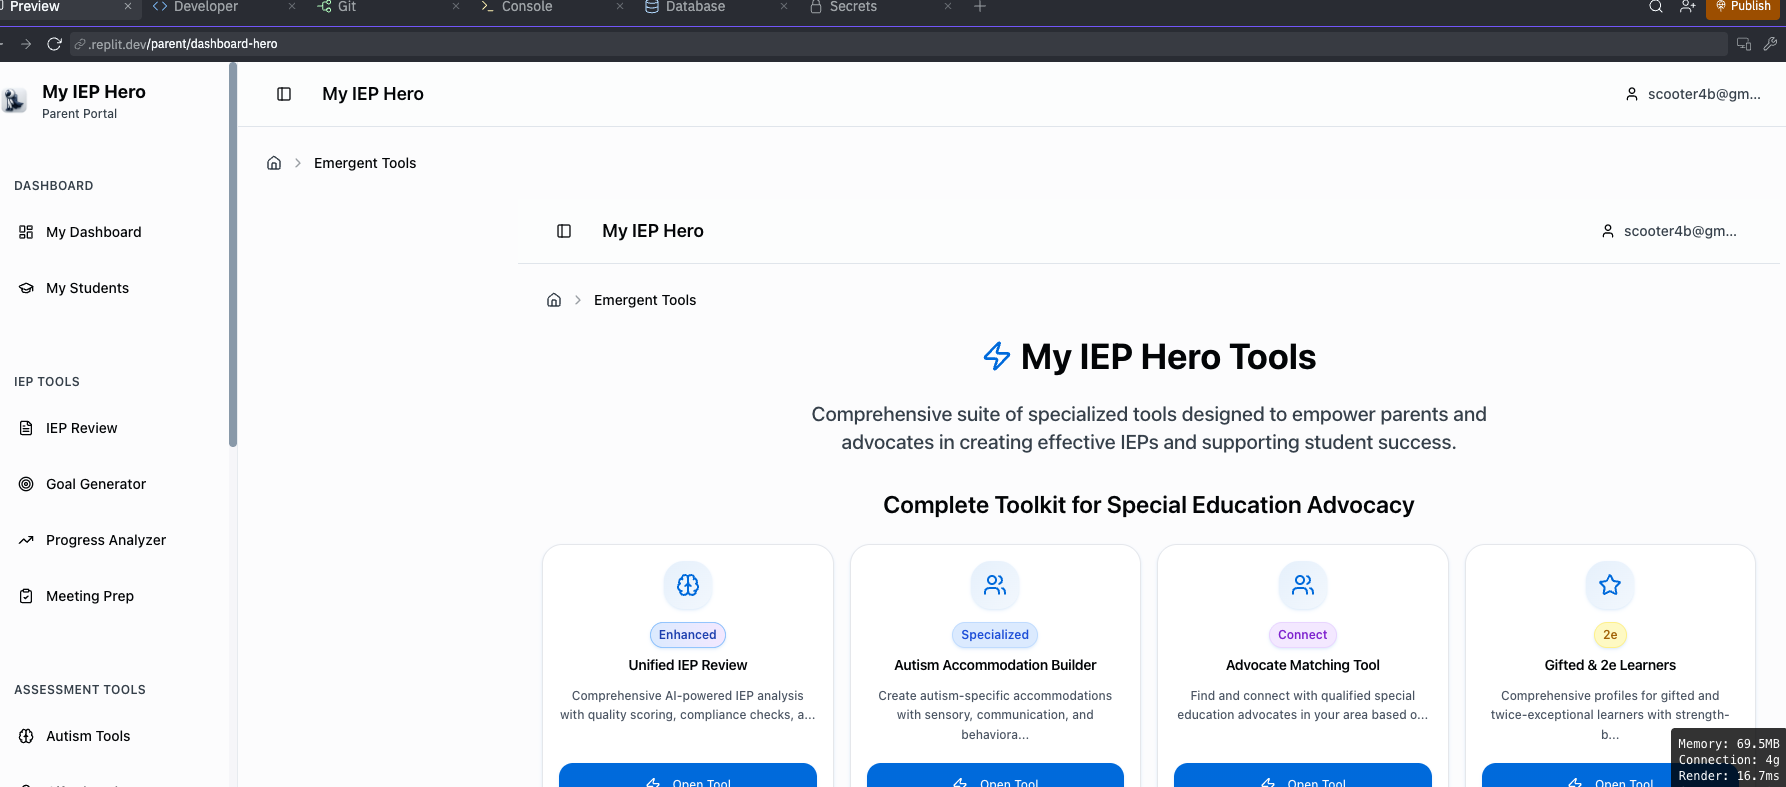 Preview
Developer
Git
Console
Database
Secrets
Publish
.replit.dev/parent/dashboard-hero
My IEP Hero
Parent Portal
DASHBOARD
My Dashboard
My Students
IEP TOOLS
IEP Review
Goal Generator
Progress Analyzer
Meeting Prep
ASSESSMENT TOOLS
Autism Tools
My IEP Hero
scooter4b@gm...
Emergent Tools
My IEP Hero
scooter4b@gm...
Emergent Tools
My IEP Hero Tools
Comprehensive suite of specialized tools designed to empower parents and
advocates in creating effective IEPs and supporting student success.
Complete Toolkit for Special Education Advocacy
Enhanced
Unified IEP Review
Comprehensive AI-powered IEP analysis
with quality scoring, compliance checks, a...
Open Tool
Specialized
Autism Accommodation Builder
Create autism-specific accommodations
with sensory, communication, and
behaviora...
Open Tool
Connect
Advocate Matching Tool
Find and connect with qualified special
education advocates in your area based o...
Open Tool
2e
Gifted & 2e Learners
Comprehensive profiles for gifted and
twice-exceptional learners with strength-
b...
Open Tool
Memory: 69.5MB
Connection: 4g
Render: 16.7ms